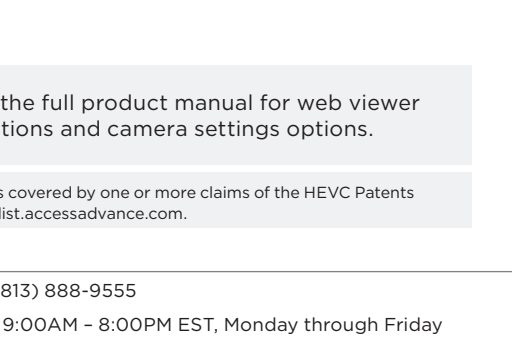 the full product manual for web viewer
tions and camera settings options.
s covered by one or more claims of the HEVC Patents
list.accessadvance.com.
813) 888-9555
9:00AM – 8:00PM EST, Monday through Friday